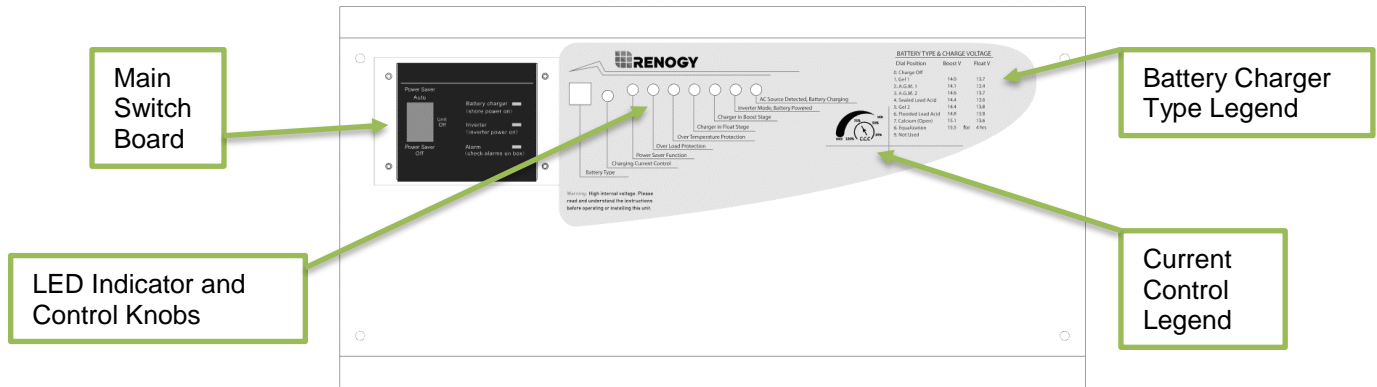 Main
Switch
Board
Power Saver
Auto
Unit
Off
Power Saver
Off
Battery charger
(shore power on)
Inverter
(inverter power on)
Alarm
(check alarms on box)
RENOGY
AC Source Detected, Battery Charging
Inverter Mode, Battery Powered
Charger in Boost Stage
Charger in Float Stage
Over Temperature Protection
Over Load Protection
Power Saver Function
Charging Current Control
Battery Type
Warning: High internal voltage. Please
read and understand the instructions
before operating or installing this unit.
BATTERY TYPE & CHARGE VOLTAGE
Dial Position Boost V Float V
0. Charge Off
1. Gel 1 14.0 13.7
2. A.G.M. 1 14.1 13.4
3. A.G.M. 2 14.6 13.7
4. Sealed Lead Acid 14.4 13.6
5. Gel 2 14.4 13.8
6. Flooded Lead Acid 14.8 13.8
7. Calcium (Open) 15.1 13.6
8. Equalization 15.5 for 4 Hrs
9. Not Used
C.C.C
Battery Charger
Type Legend
LED Indicator and
Control Knobs
Current
Control
Legend